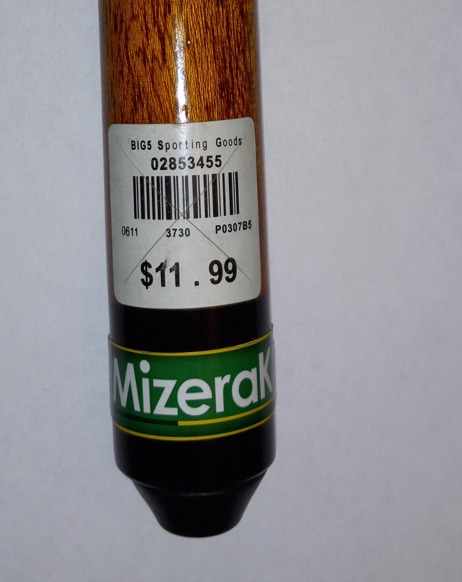 BIG5 Sporting Goods
02853455
0611 3730 P0307B5
$11.99
Mizerak